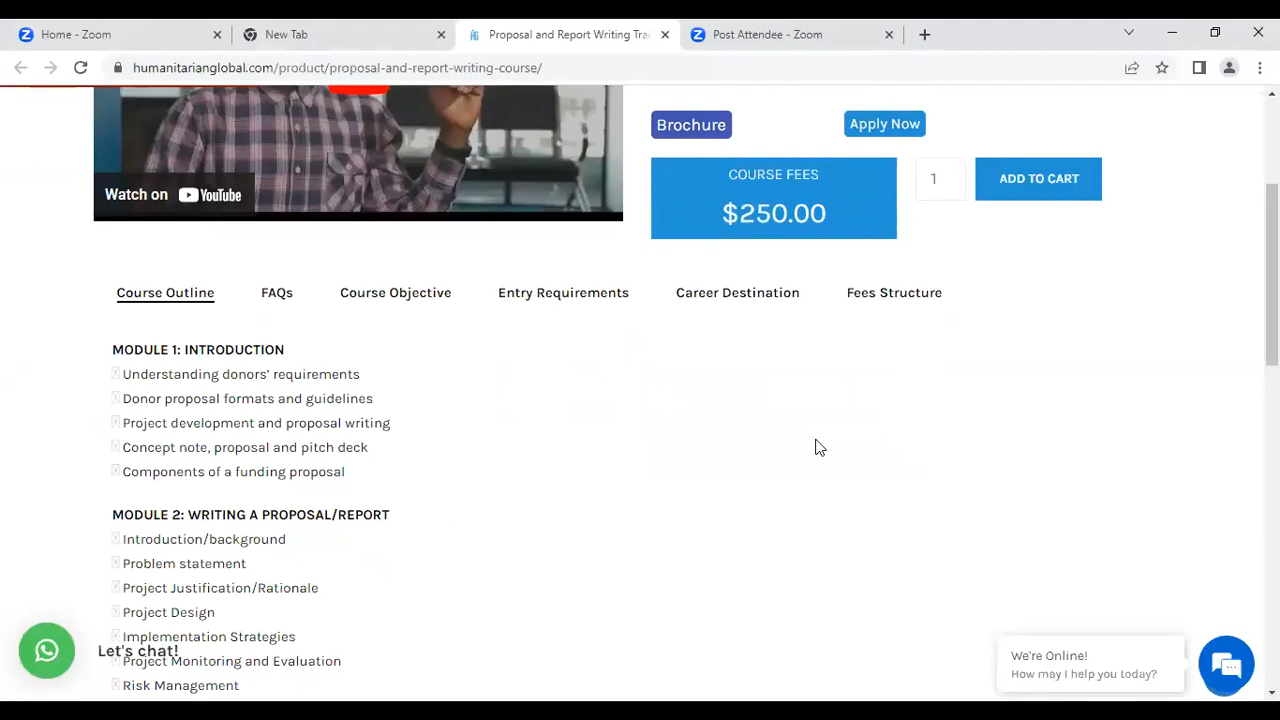 Home - Zoom
New Tab
Proposal and Report Writing Tra
Post Attendee - Zoom
humanitarianglobal.com/product/proposal-and-report-writing-course/
Watch on YouTube
Brochure
Apply Now
COURSE FEES
$250.00
1
ADD TO CART
Course Outline
FAQs
Course Objective
Entry Requirements
Career Destination
Fees Structure
MODULE 1: INTRODUCTION
Understanding donors’ requirements
Donor proposal formats and guidelines
Project development and proposal writing
Concept note, proposal and pitch deck
Components of a funding proposal
MODULE 2: WRITING A PROPOSAL/REPORT
Introduction/background
Problem statement
Project Justification/Rationale
Project Design
Implementation Strategies
Project Monitoring and Evaluation
Risk Management
Let's chat!
We're Online!
How may I help you today?